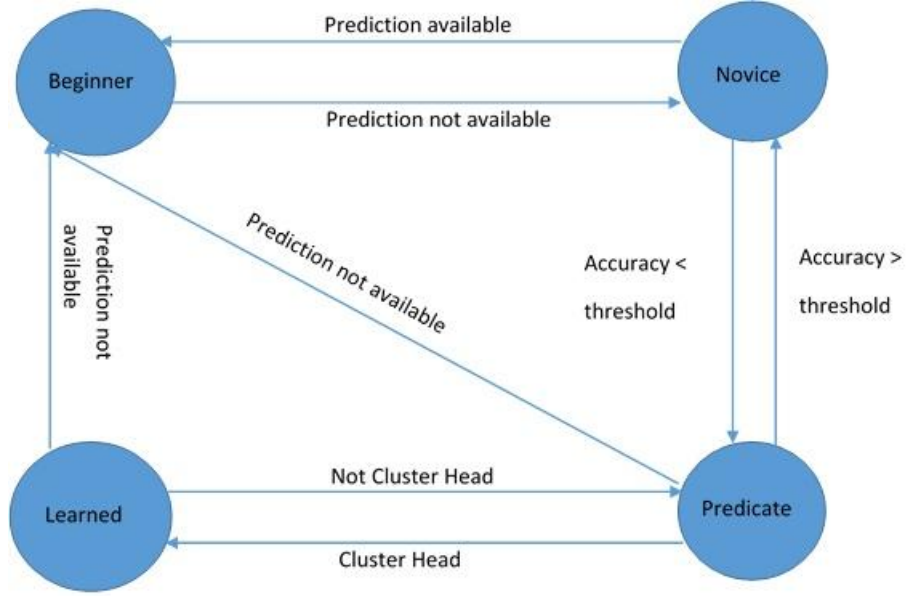 Prediction available
Beginner
Novice
Prediction not available
Prediction not
available
Prediction not available
Accuracy <
threshold
Accuracy >
threshold
Not Cluster Head
Learned
Predicate
Cluster Head